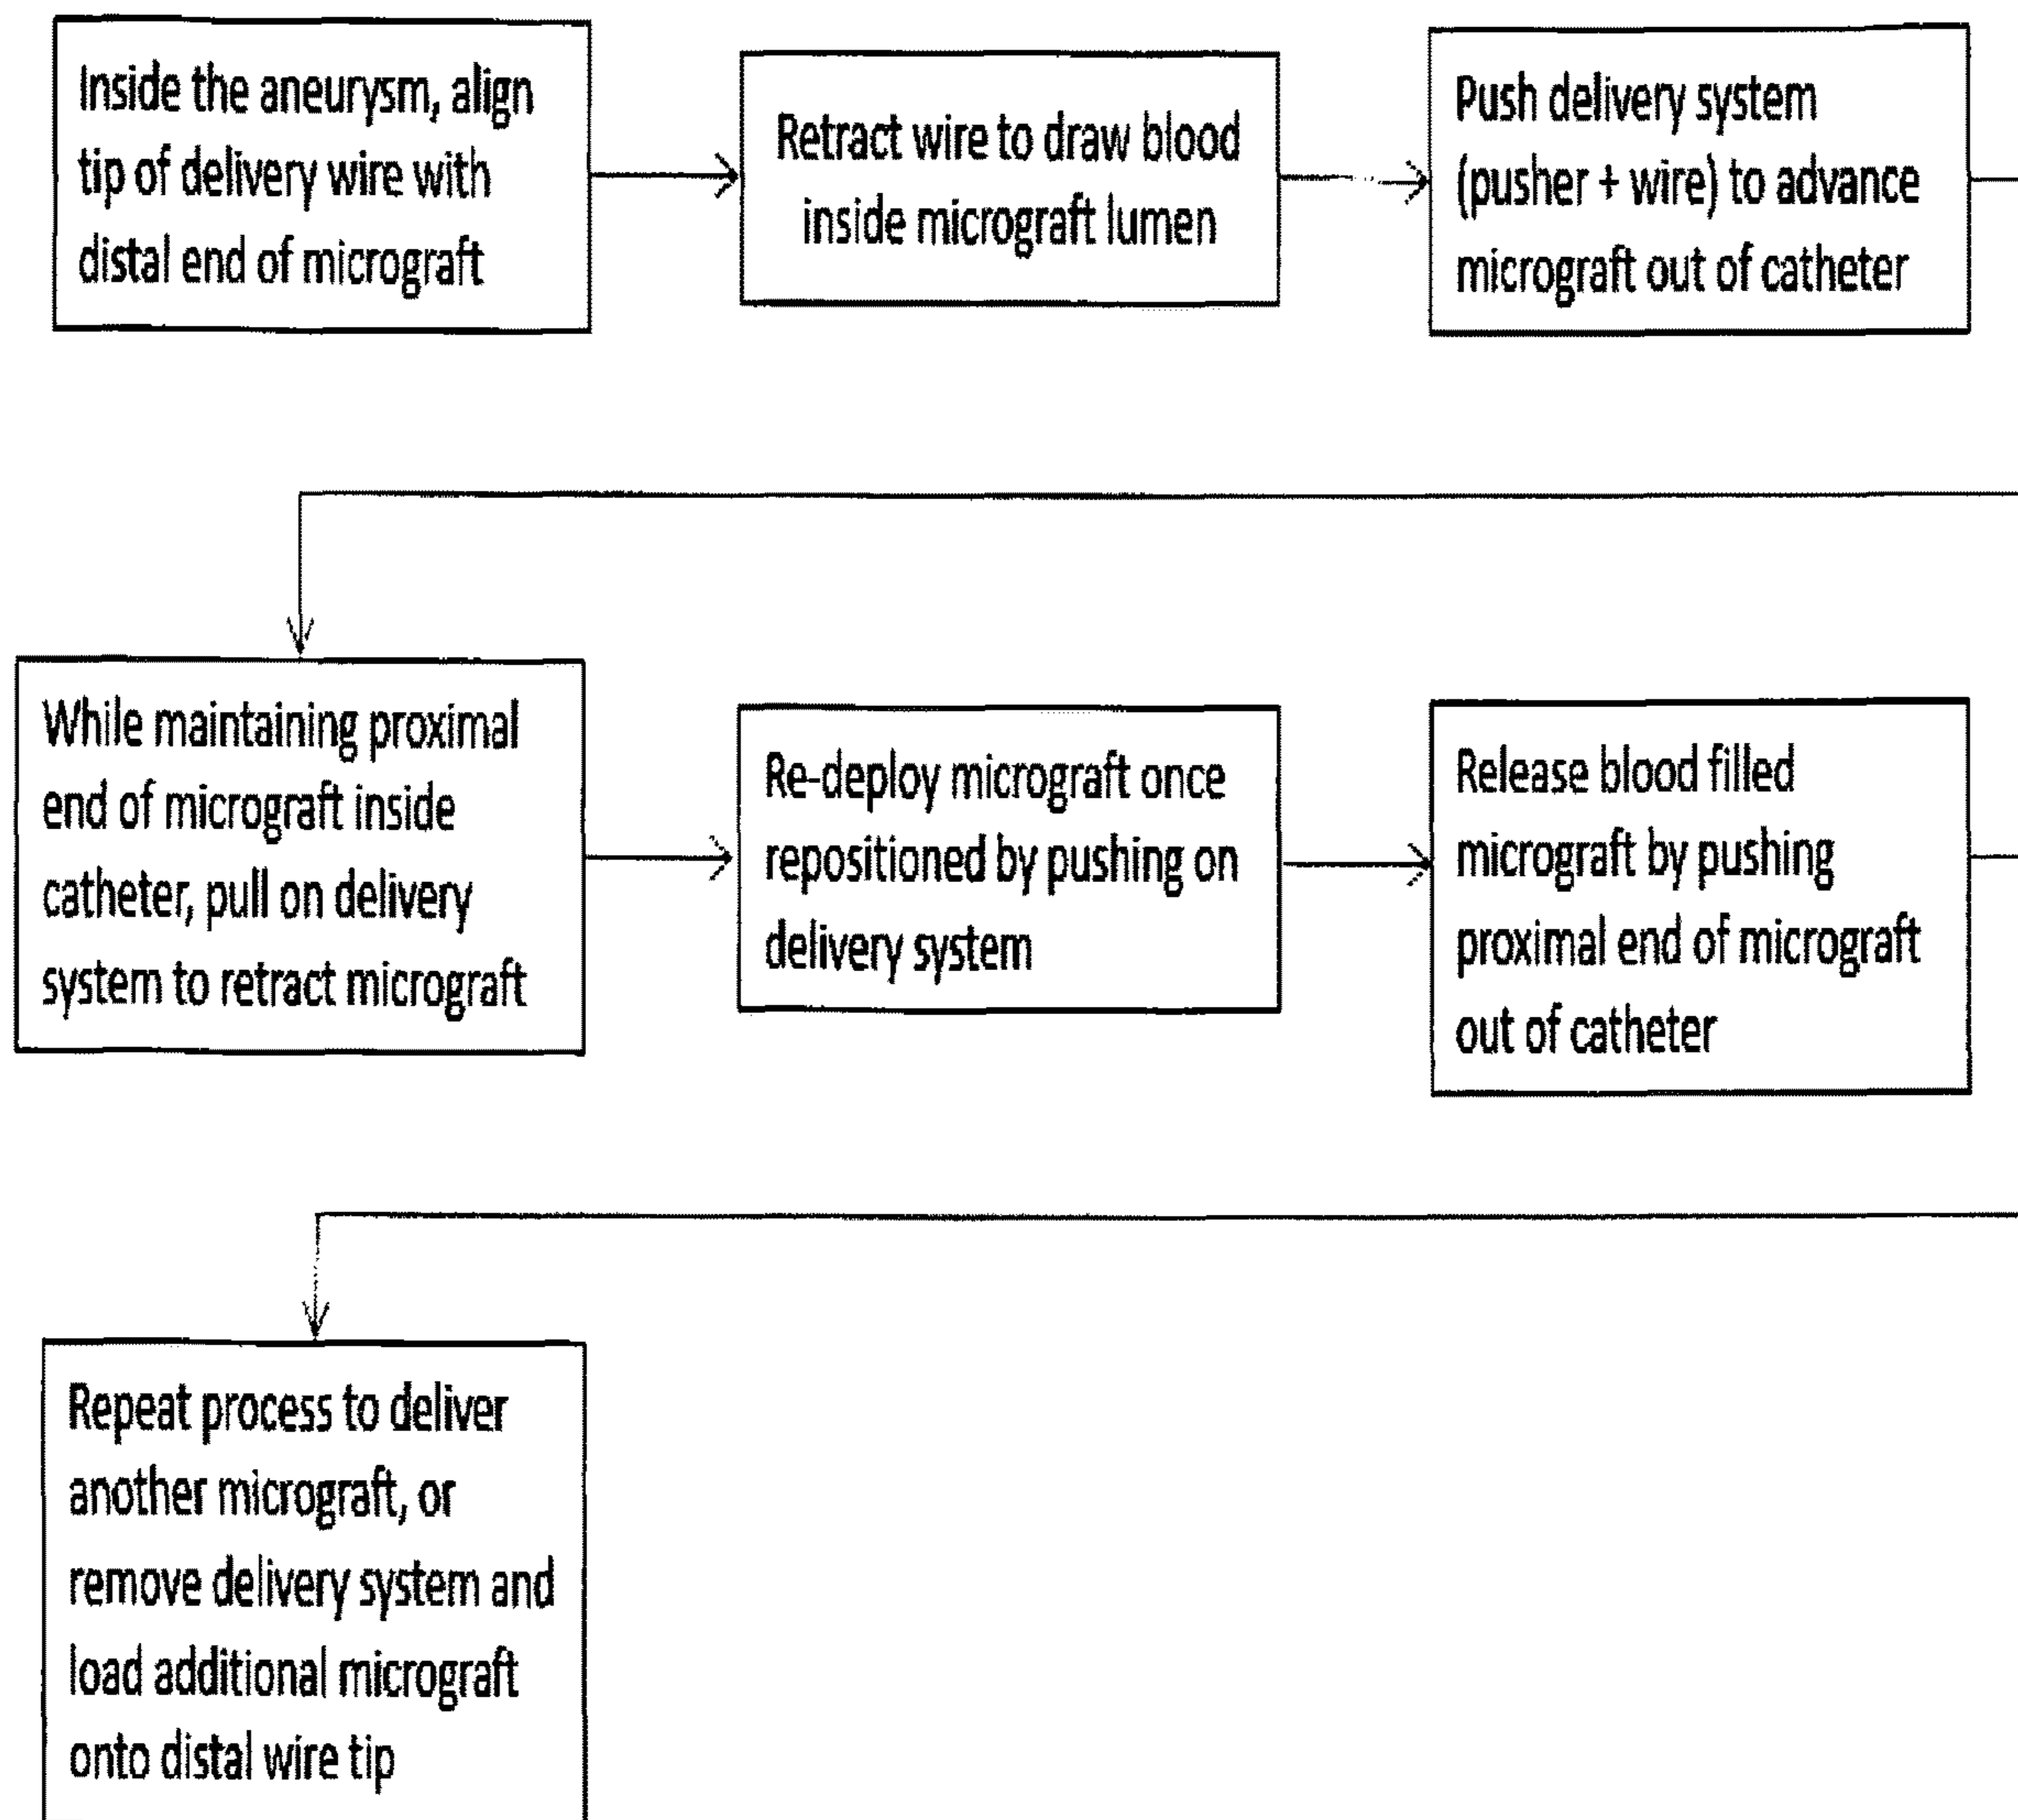 Inside the aneurysm, align
tip of delivery wire with
distal end of micrograft
Retract wire to draw blood
inside micrograft lumen
Push delivery system
(pusher + wire) to advance
micrograft out of catheter
While maintaining proximal
end of micrograft inside
catheter, pull on delivery
system to retract micrograft
Re-deploy micrograft once
repositioned by pushing on
delivery system
Release blood filled
micrograft by pushing
proximal end of micrograft
out of catheter
Repeat process to deliver
another micrograft, or
remove delivery system and
load additional micrograft
onto distal wire tip